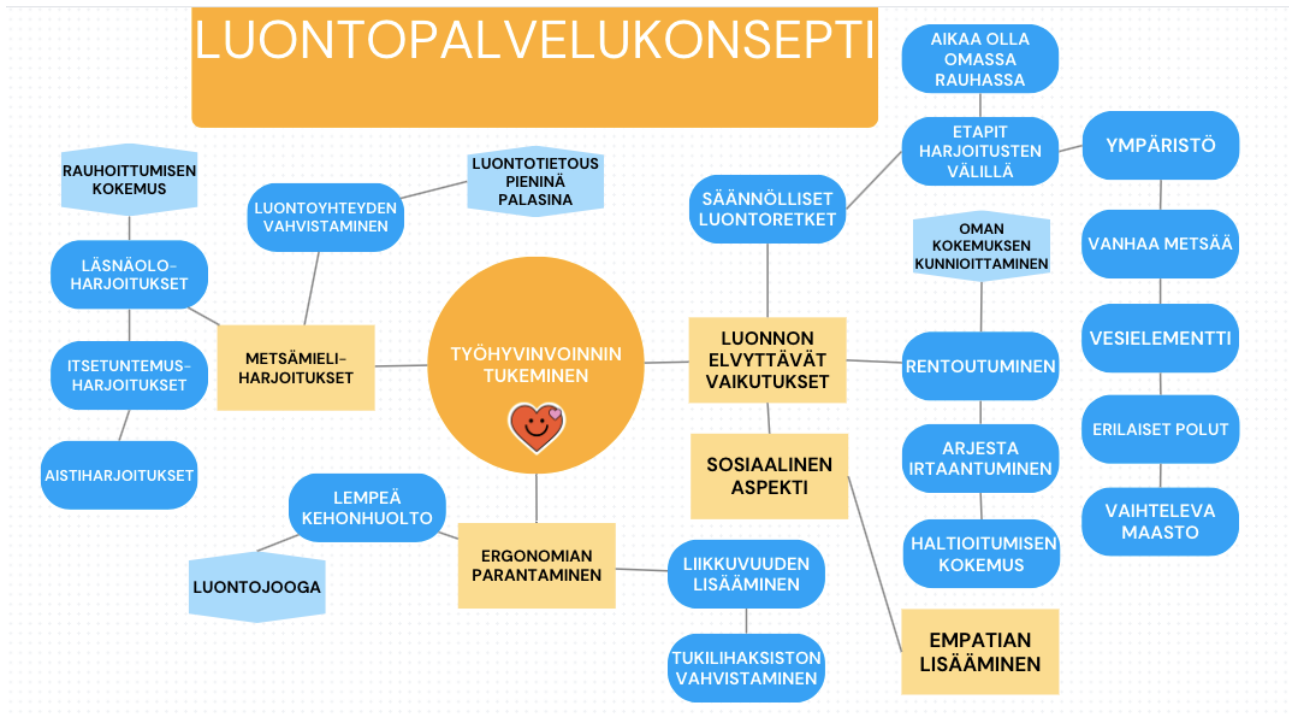 LUONTOPALVELUKONSEPTI
AIKAA OLLA
OMASSA
RAUHASSA
ETAPIT
HARJOITUSTEN
VÄLILLÄ
YMPÄRISTÖ
RAUHOITTUMISEN
KOKEMUS
LUONTOTIETOUS
PIENINÄ
PALASINA
LUONTOYHTEYDEN
VAHVISTAMINEN
SÄÄNNÖLLISET
LUONTORETKET
OMAN
KOKEMUKSEN
KUNNIOITTAMINEN
VANHAA METSÄÄ
LÄSNÄOLO-
HARJOITUKSET
METSÄMIELI-
HARJOITUKSET
TYÖHYVINVOINNIN
TUKEMINEN
LUONNON
ELVYTTÄVÄT
VAIKUTUKSET
RENTOUTUMINEN
VESIELEMENTTI
ITSETUNTEMUS-
HARJOITUKSET
AISTIHARJOITUKSET
SOSIAALINEN
ASPEKTI
ARJESTA
IRTAANTUMINEN
ERILAISET POLUT
LEMPEÄ
KEHONHUOLTO
HALTIOITUMISEN
KOKEMUS
VAIHTELEVA
MAASTO
LUONTOJOOGA
ERGONOMIAN
PARANTAMINEN
LIIKKUVUUDEN
LISÄÄMINEN
TUKILIHAKSISTON
VAHVISTAMINEN
EMPATIAN
LISÄÄMINEN